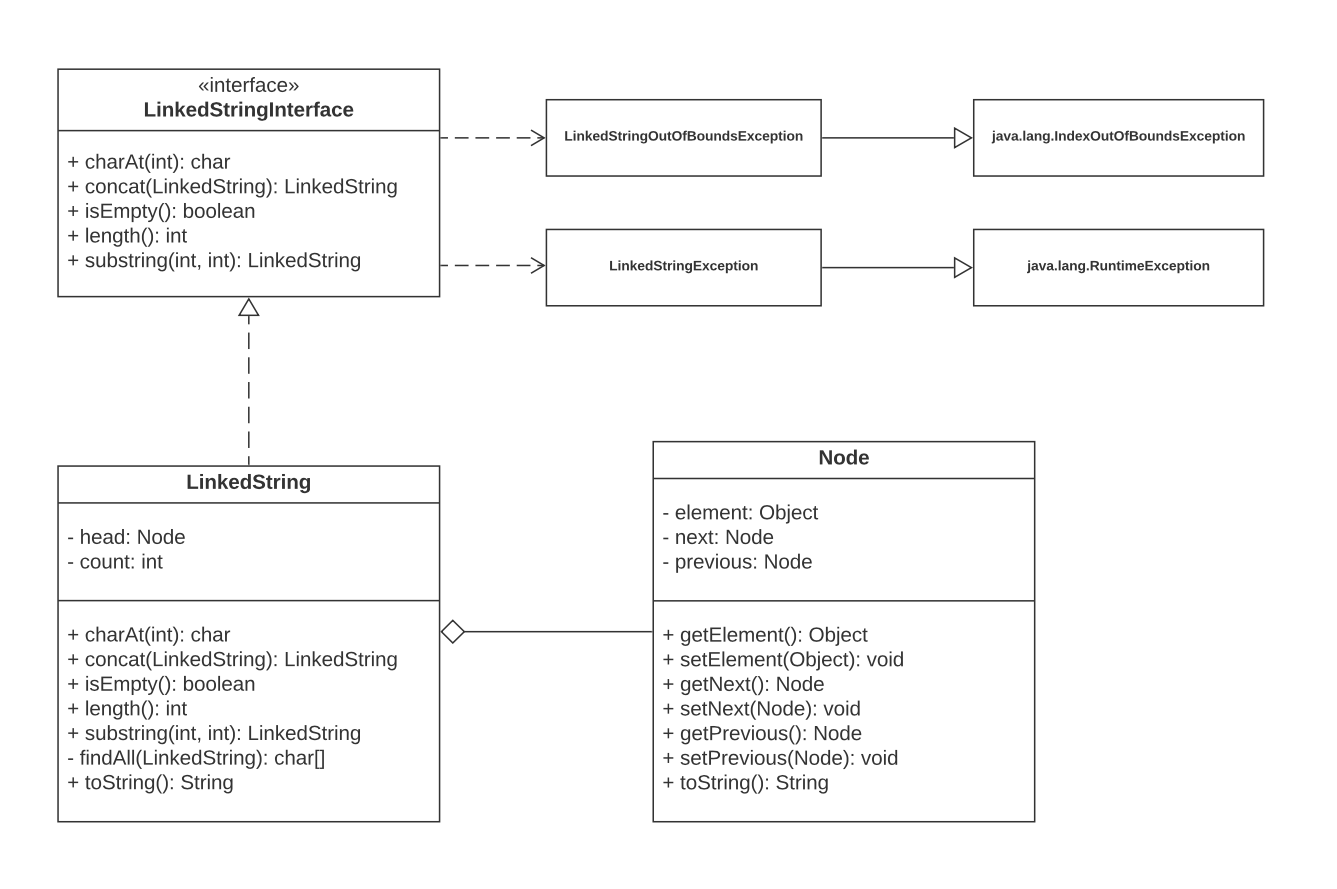 «interface»
LinkedStringInterface
+ charAt(int): char
+ concat(LinkedString): LinkedString
+ isEmpty(): boolean
+ length(): int
+ substring(int, int): LinkedString
LinkedStringOutOfBoundsException
java.lang.IndexOutOfBoundsException
LinkedStringException
java.lang.RuntimeException
LinkedString
- head: Node
- count: int
+ charAt(int): char
+ concat(LinkedString): LinkedString
+ isEmpty(): boolean
+ length(): int
+ substring(int, int): LinkedString
- findAll(LinkedString): char[]
+ toString(): String
Node
- element: Object
- next: Node
- previous: Node
+ getElement(): Object
+ setElement(Object): void
+ getNext(): Node
+ setNext(Node): void
+ getPrevious(): Node
+ setPrevious(Node): void
+ toString(): String